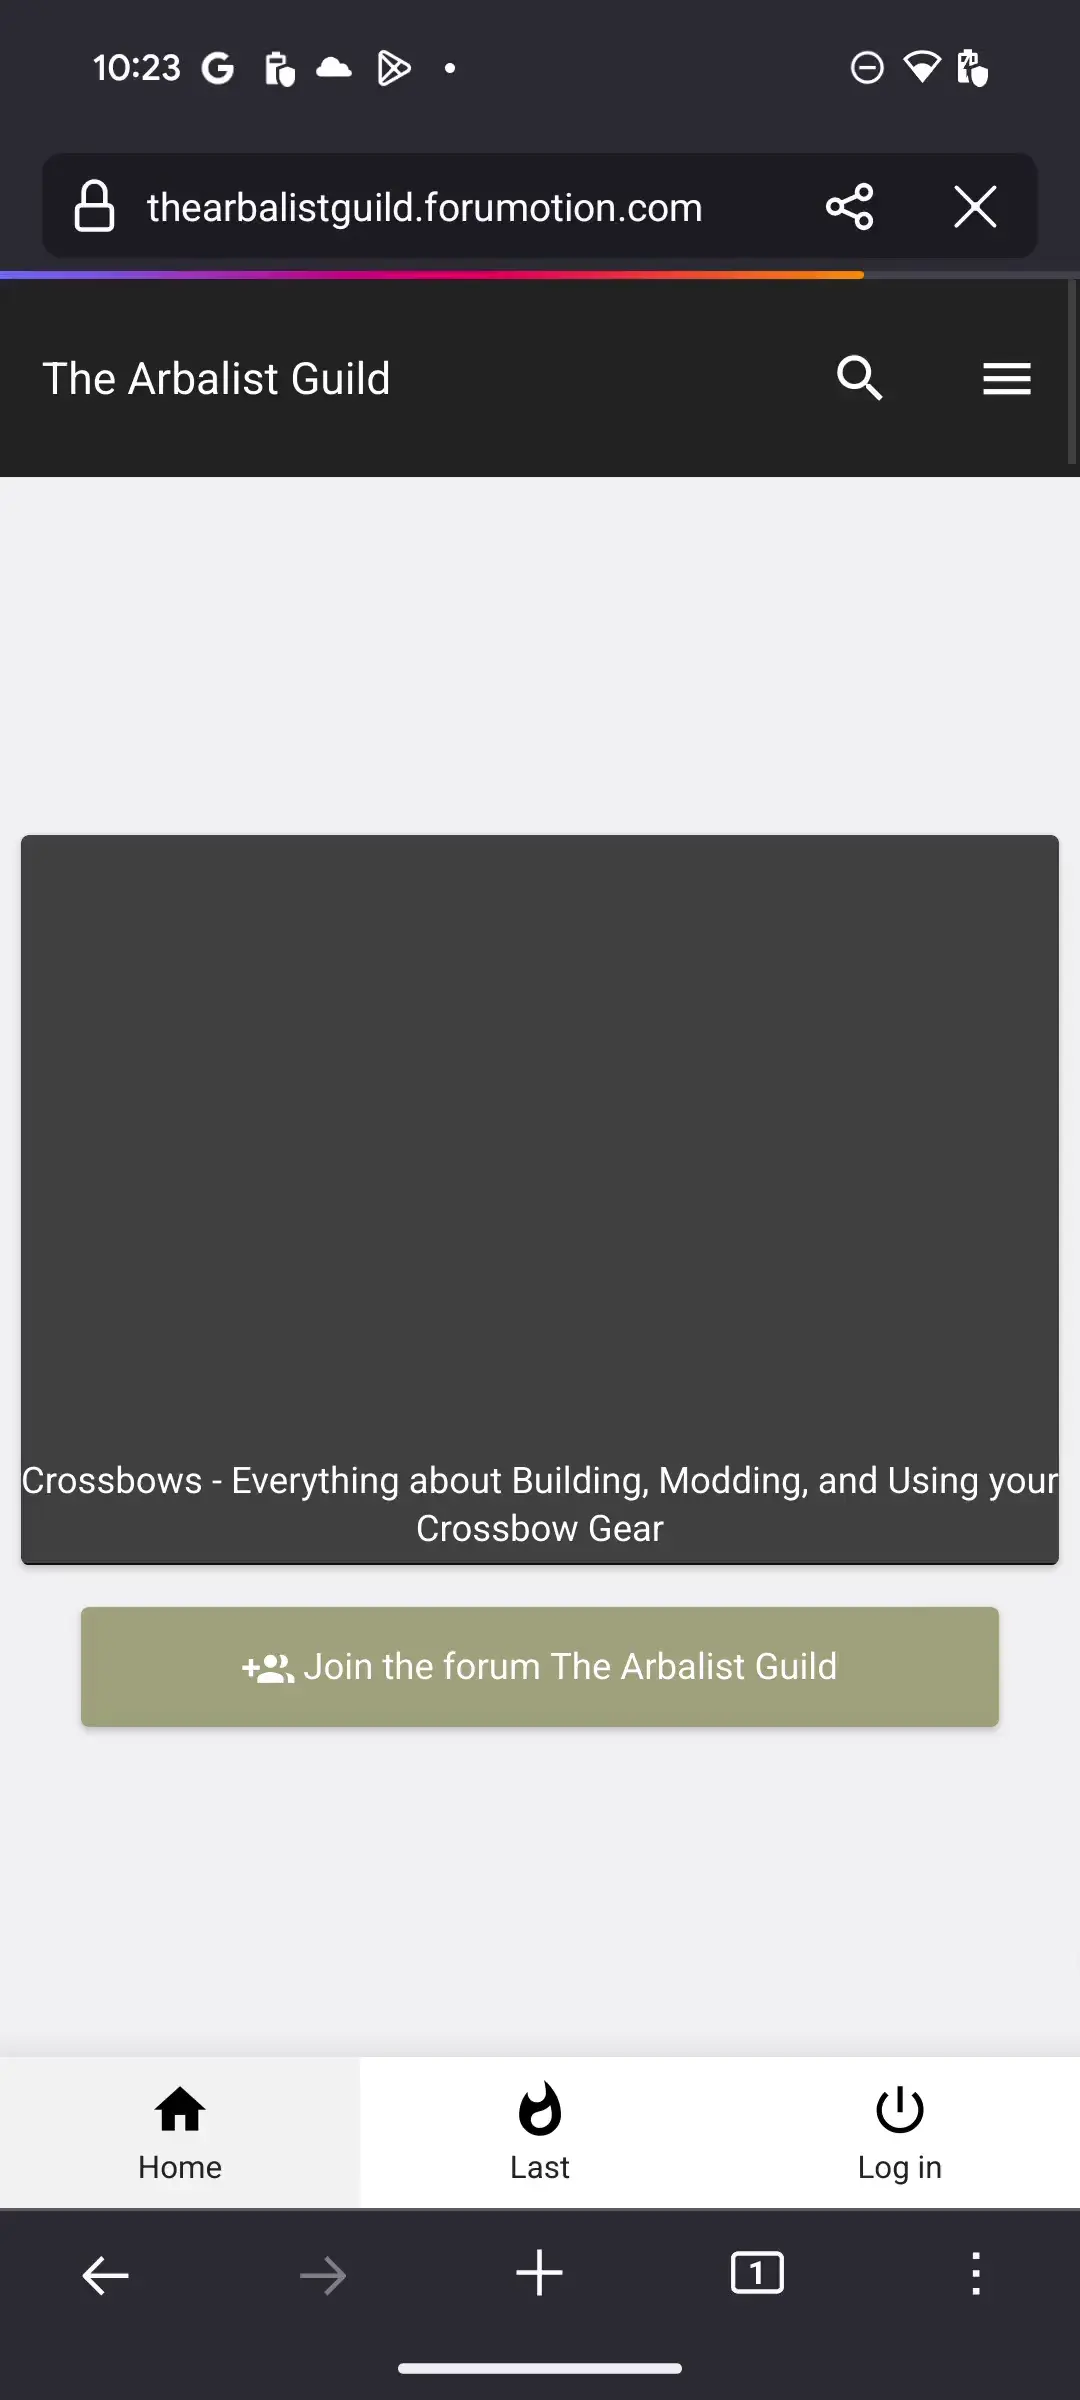 10:23
thearbalistguild.forumotion.com
The Arbalist Guild
Crossbows - Everything about Building, Modding, and Using your
Crossbow Gear
Join the forum The Arbalist Guild
Home
Last
Log in
1